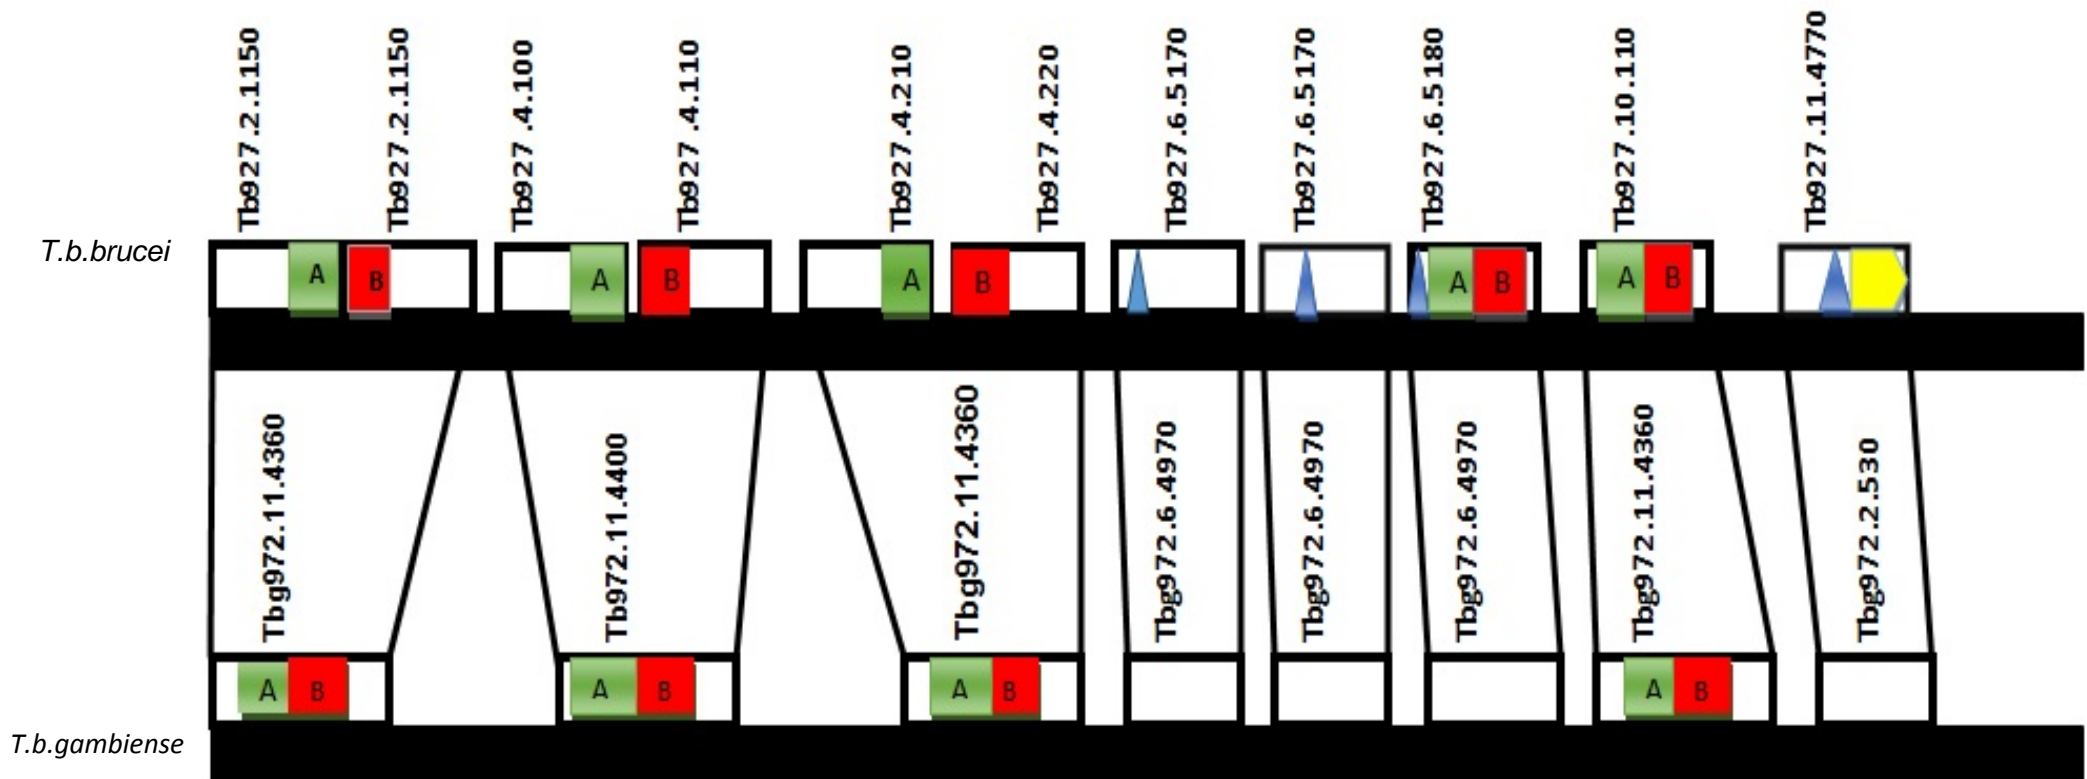 Tb927.2.1150
Tb927.2.1150
Tb927 .4.100
Tb927 .4.110
Tb927.4.210
Tb927.4.220
Tb927.6.5170
Tb927.6.5170
Tb927.6.5180
Tb927.10.110
Tb927.11.4770
T.b.brucei
A B A B A B A B A B
Tbg972.11.4360
Tb972.11.4400
Tbg972.11.4360
Tbg972.6.4970
Tbg972.6.4970
Tbg972.6.4970
Tbg972.11.4360
Tbg972.2.530
A B A B A B A B
T.b.gambiense